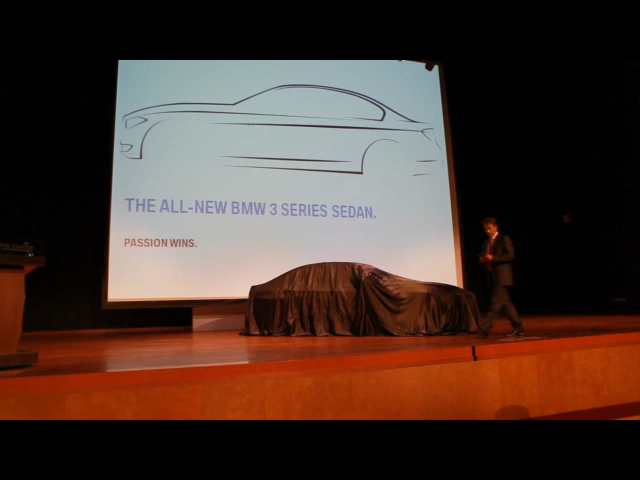 THE ALL-NEW BMW 3 SERIES SEDAN.
PASSION WINS.